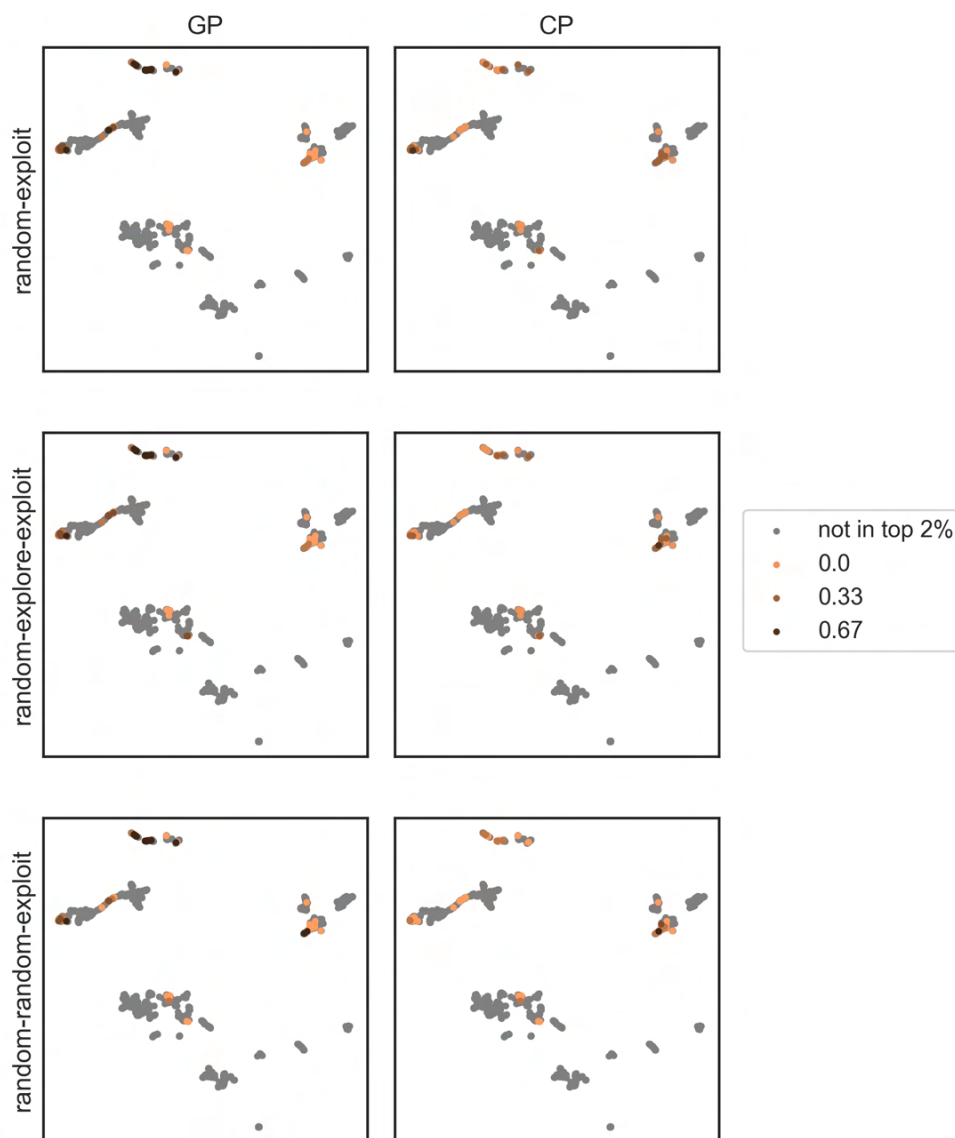 GP
CP
random-exploit
random-explore-exploit
not in top 2%
0.0
0.33
0.67
random-random-exploit